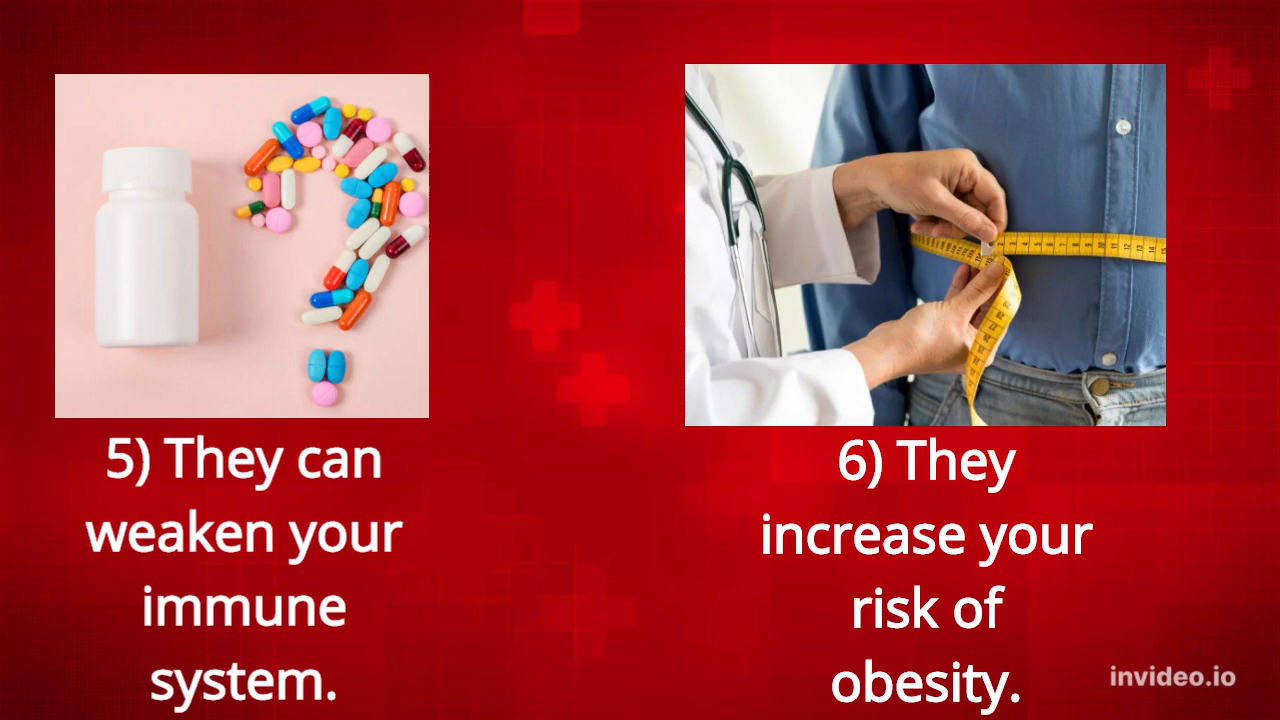 5) They can
weaken your
immune
system.
6) They
increase your
risk of
obesity.
invideo.io